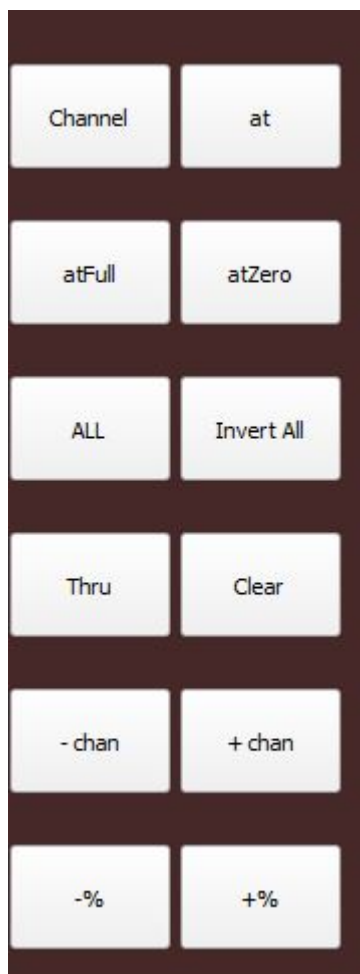 Channel at
atFull atZero
ALL Invert All
Thru Clear
- chan + chan
-% +%